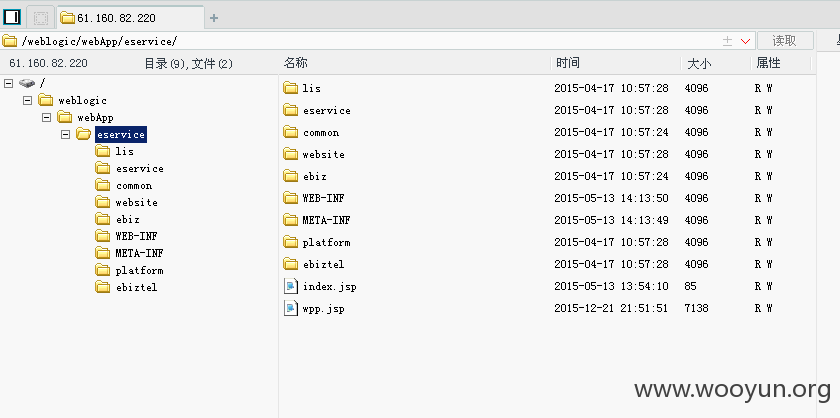 61.160.82.220
/weblogic/webApp/eservice/ 读取
61.160.82.220 目录(9),文件(2) 名称 时间 大小 属性
/
weblogic
webApp
eservice
lis
eservice
common
website
ebiz
WEB-INF
META-INF
platform
ebiztel
lis 2015-04-17 10:57:28 4096 R W
eservice 2015-04-17 10:57:28 4096 R W
common 2015-04-17 10:57:24 4096 R W
website 2015-04-17 10:57:28 4096 R W
ebiz 2015-04-17 10:57:24 4096 R W
WEB-INF 2015-05-13 14:13:50 4096 R W
META-INF 2015-05-13 14:13:49 4096 R W
platform 2015-04-17 10:57:28 4096 R W
ebiztel 2015-04-17 10:57:28 4096 R W
index.jsp 2015-05-13 13:54:10 85 R W
wpp.jsp 2015-12-21 21:51:51 7138 R W
www.wooyun.org